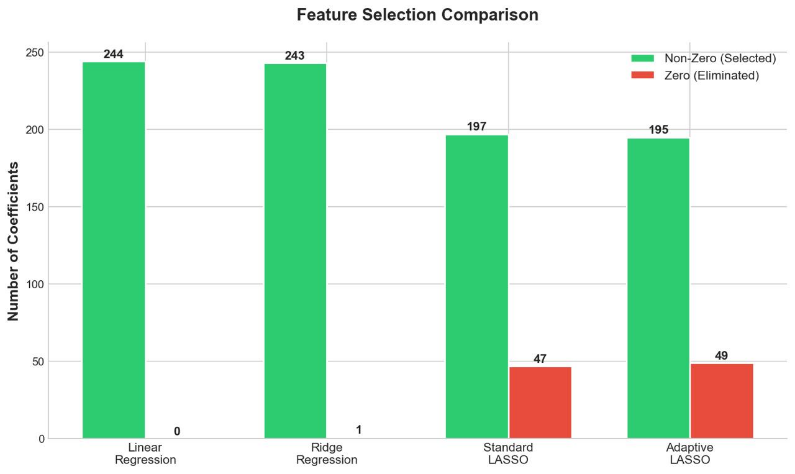 Feature Selection Comparison
Non-Zero (Selected)
Zero (Eliminated)
Number of Coefficients
250
200
150
100
50
0
244
0
243
1
197
47
195
49
Linear
Regression
Ridge
Regression
Standard
LASSO
Adaptive
LASSO